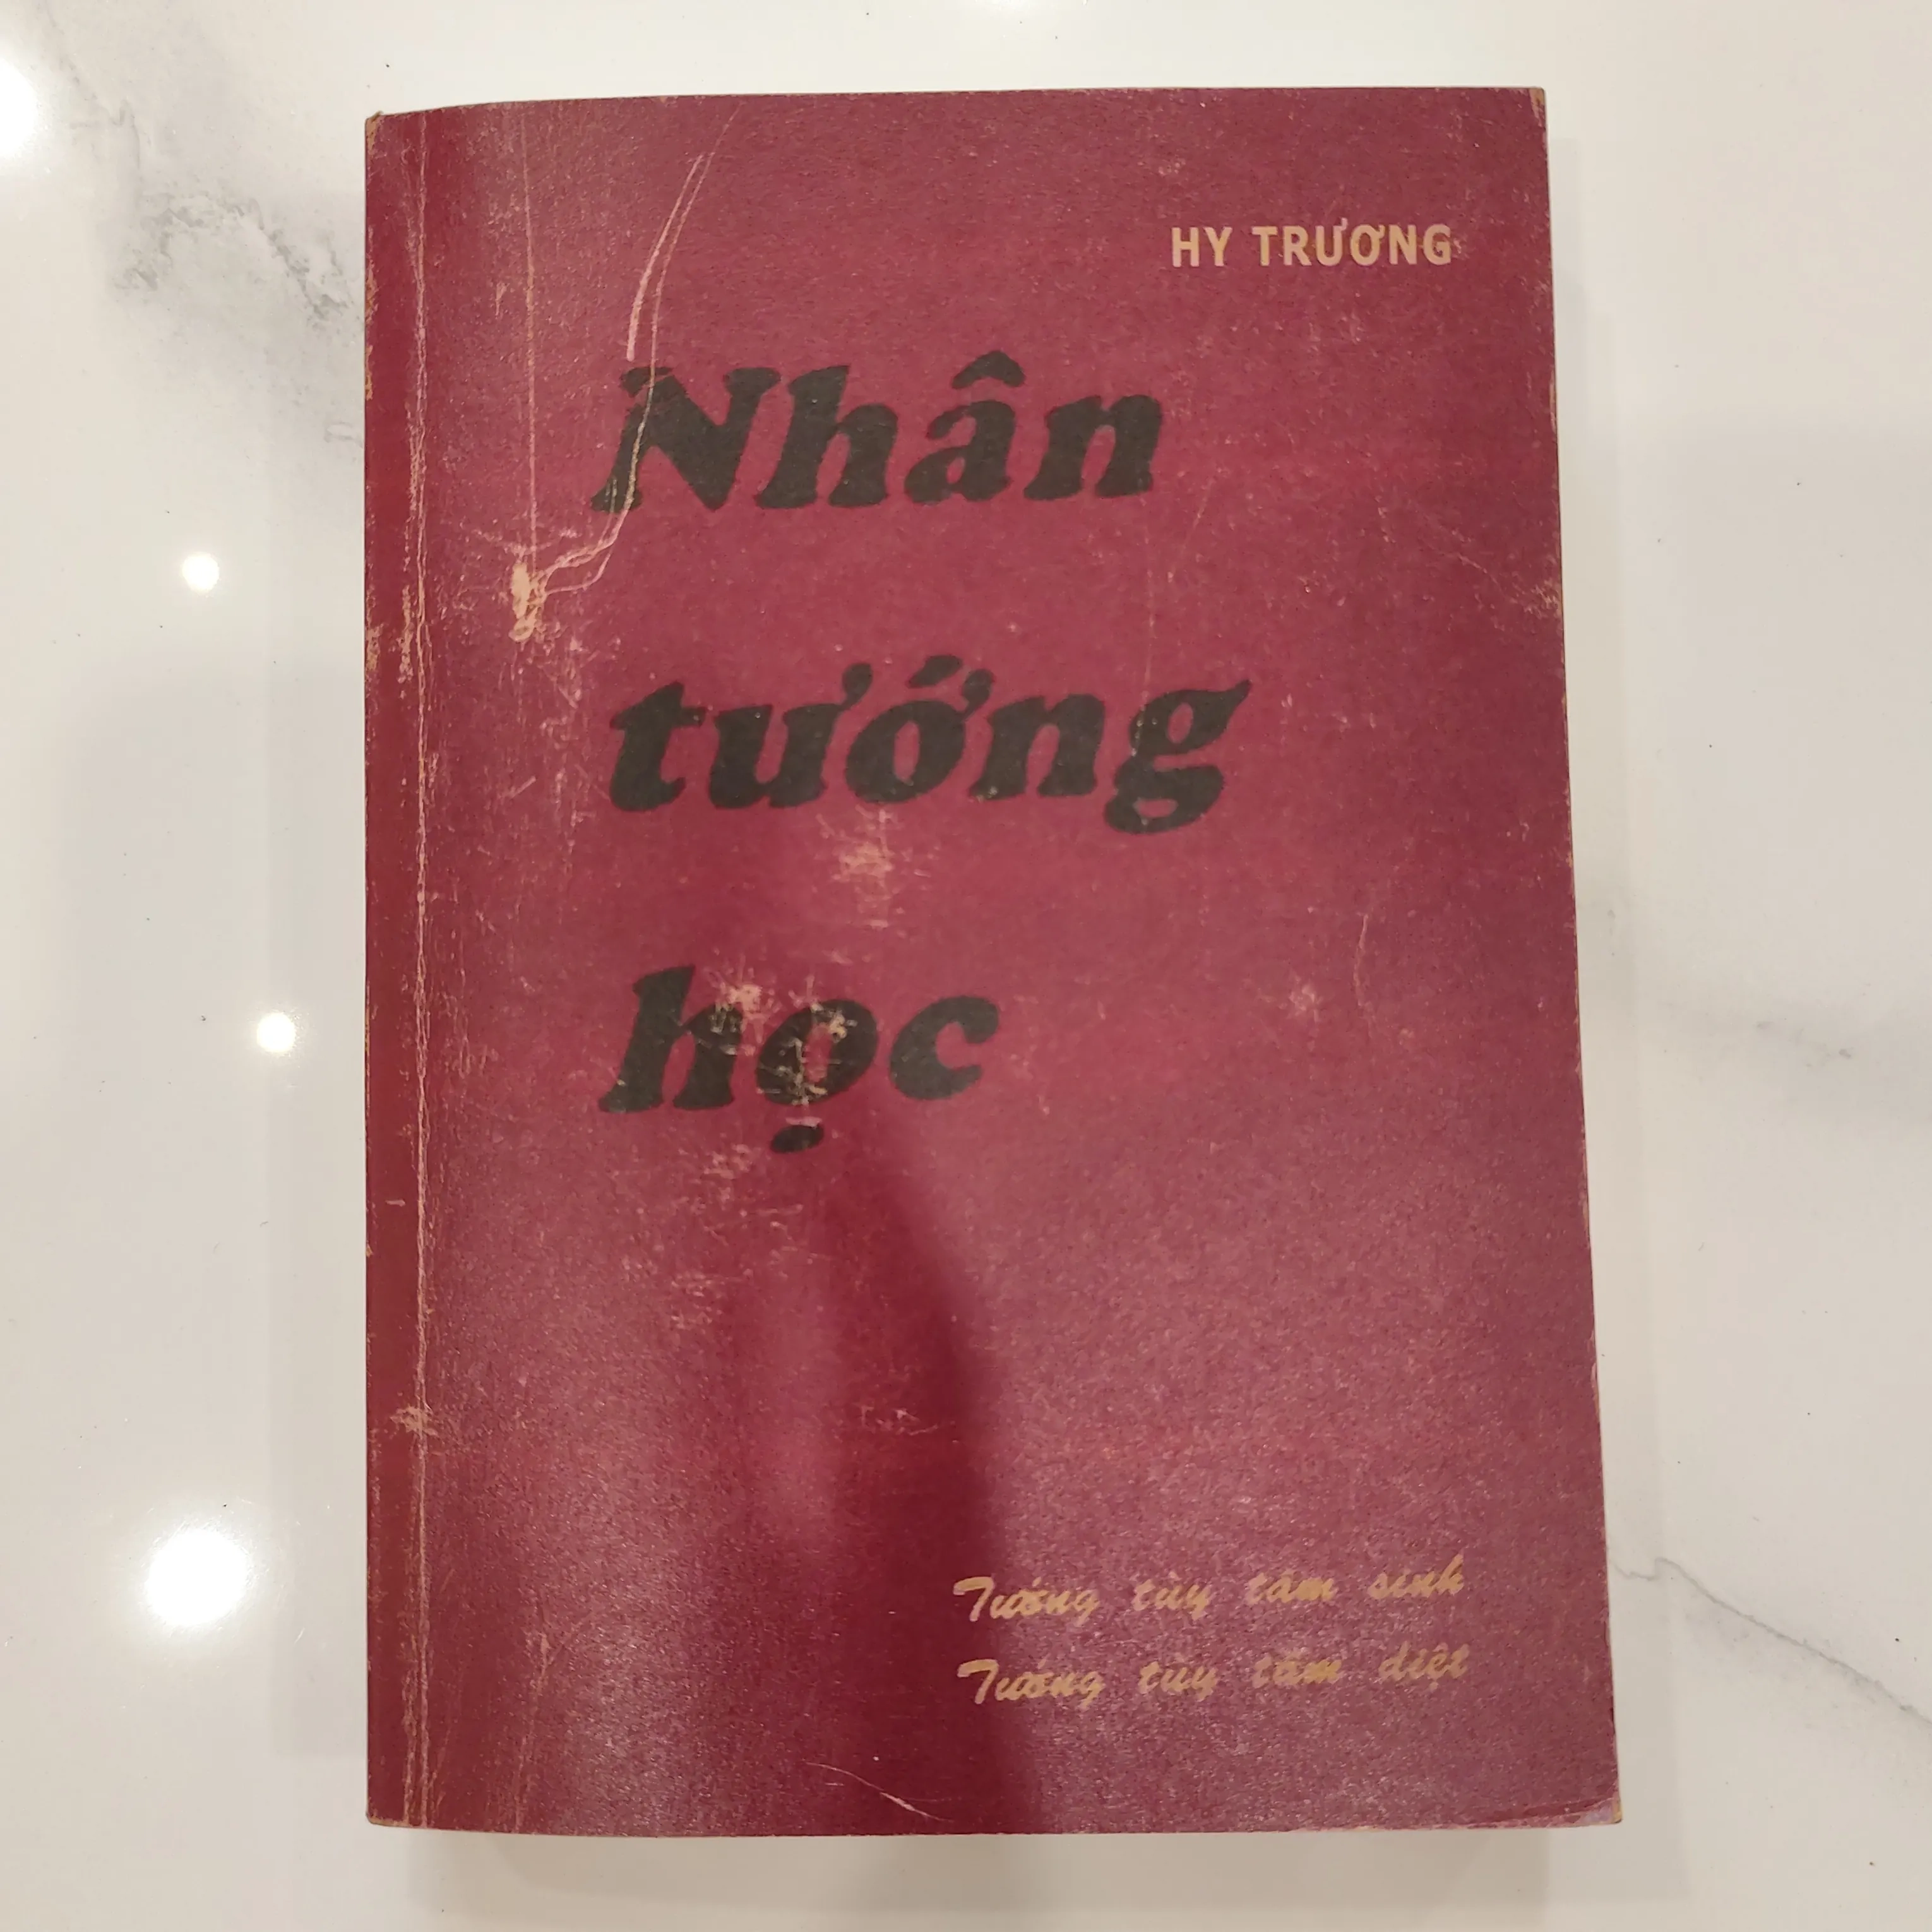 HY TRƯƠNG
Nhân
tướng
học
Tướng tùy tâm sinh
Tướng tùy tâm diệt